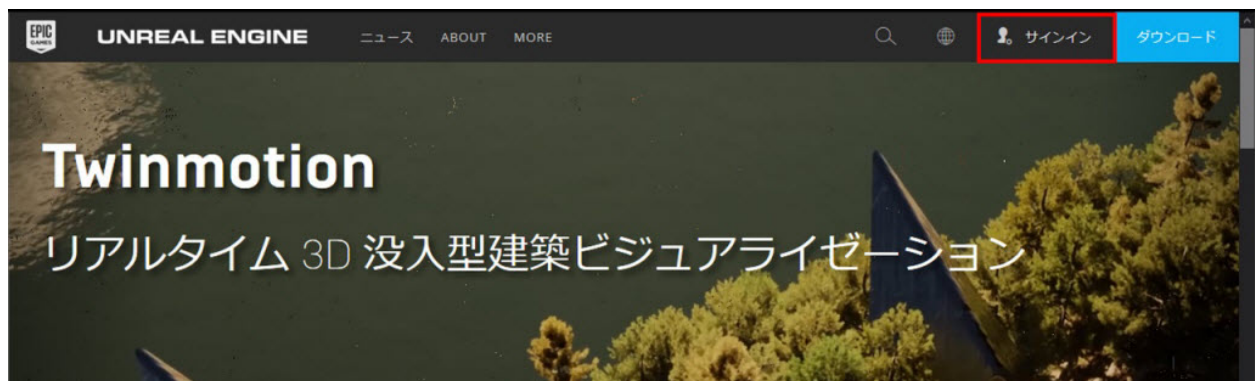 EPIC GAMES UNREAL ENGINE ニュース ABOUT MORE サインイン ダウンロード
Twinmotion
リアルタイム 3D 没入型建築ビジュアライゼーション